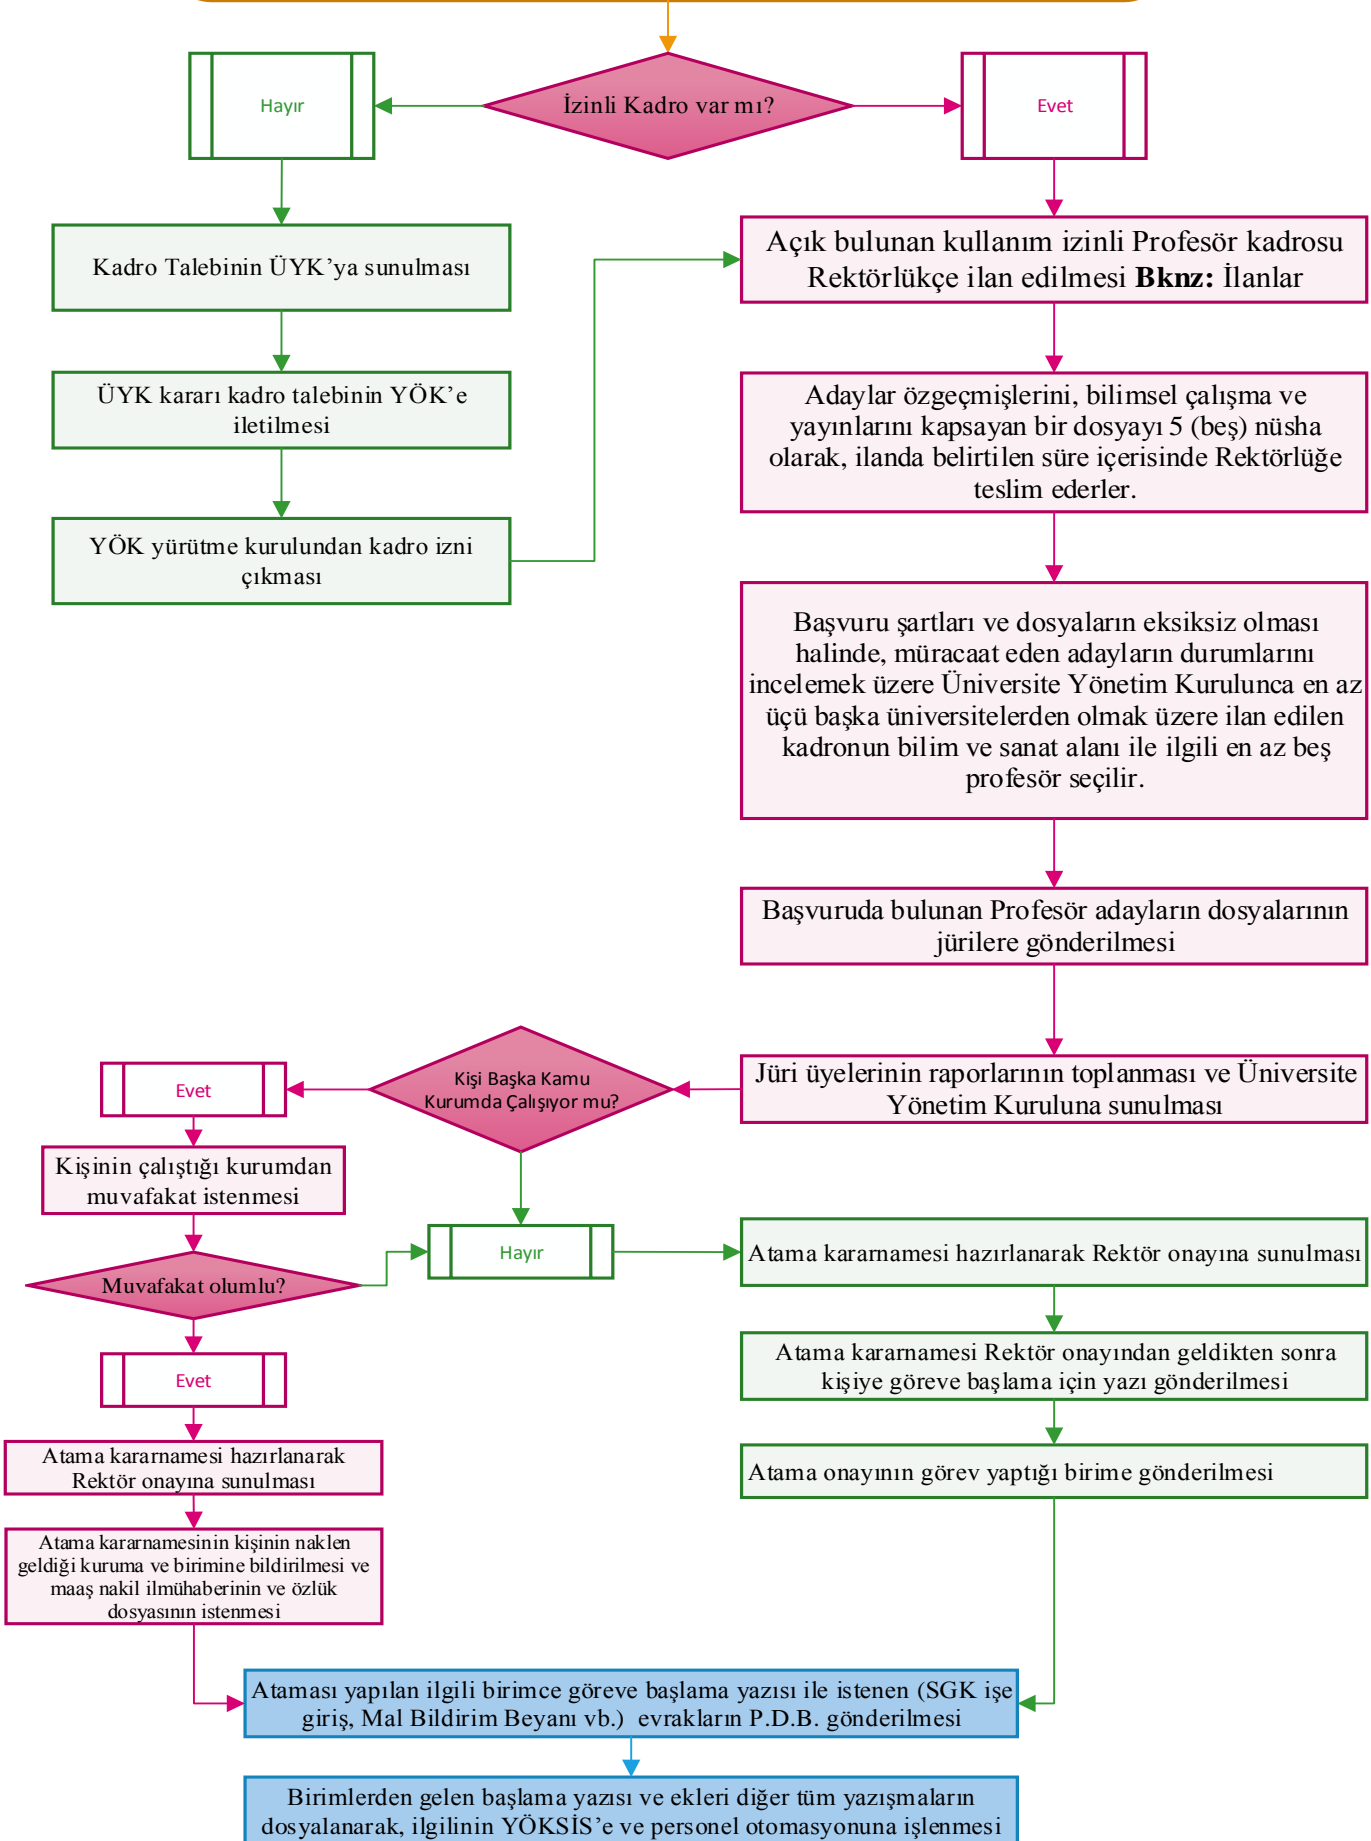 İzinli Kadro var mı?
Hayır
Evet
Kadro Talebinin ÜYK’ya sunulması
ÜYK kararı kadro talebinin YÖK’e
iletilmesi
YÖK yürütme kurulundan kadro izni
çıkması
Açık bulunan kullanım izinli Profesör kadrosu
Rektörlükçe ilan edilmesi Bknz: İlanlar
Adaylar özgeçmişlerini, bilimsel çalışma ve
yayınlarını kapsayan bir dosyayı 5 (beş) nüsha
olarak, ilanda belirtilen süre içerisinde Rektörlüğe
teslim ederler.
Başvuru şartları ve dosyaların eksiksiz olması
halinde, müracaat eden adayların durumlarını
incelemek üzere Üniversite Yönetim Kurulunca en az
üçü başka üniversitelerden olmak üzere ilan edilen
kadronun bilim ve sanat alanı ile ilgili en az beş
profesör seçilir.
Başvuruda bulunan Profesör adayların dosyalarının
jürilere gönderilmesi
Jüri üyelerinin raporlarının toplanması ve Üniversite
Yönetim Kuruluna sunulması
Kişi Başka Kamu
Kurumda Çalışıyor mu?
Evet
Kişinin çalıştığı kurumdan
muvafakat istenmesi
Muvafakat olumlu?
Hayır
Evet
Atama kararnamesi hazırlanarak
Rektör onayına sunulması
Atama kararnamesinin kişinin naklen
geldiği kuruma ve birimine bildirilmesi ve
maaş nakil ilmühaberinin ve özlük
dosyasının istenmesi
Atama kararnamesi hazırlanarak Rektör onayına sunulması
Atama kararnamesi Rektör onayından geldikten sonra
kişiye göreve başlama için yazı gönderilmesi
Atama onayının görev yaptığı birime gönderilmesi
Ataması yapılan ilgili birimce göreve başlama yazısı ile istenen (SGK işe
giriş, Mal Bildirim Beyanı vb.) evrakların P.D.B. gönderilmesi
Birimlerden gelen başlama yazısı ve ekleri diğer tüm yazışmaların
dosyalanarak, ilgilinin YÖKSİS’e ve personel otomasyonuna işlenmesi